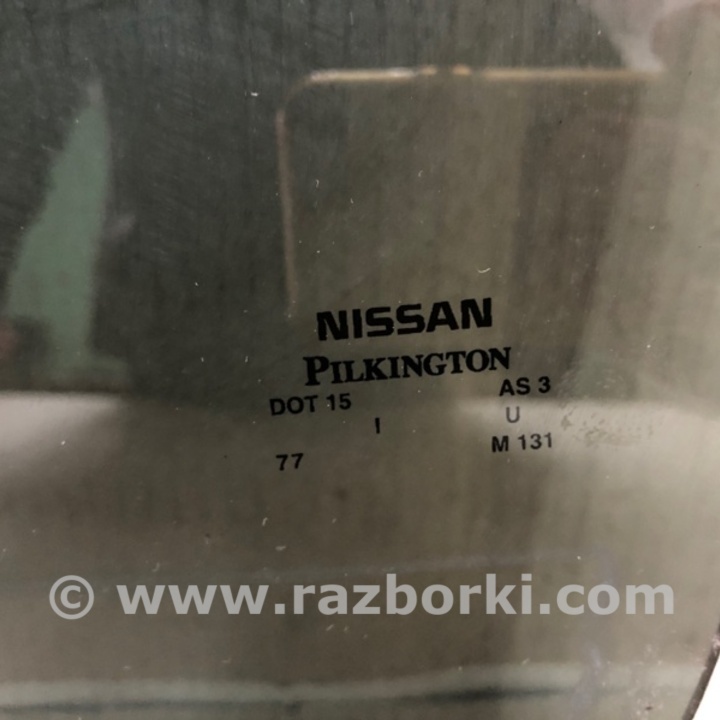 NISSAN
PILKINGTON
DOT 15 AS 3
I U
77 M 131
© www.razborki.com